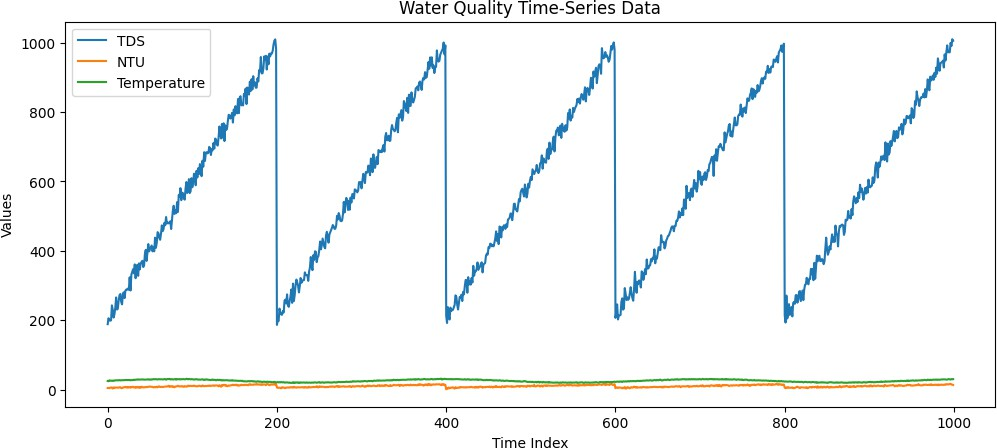 Water Quality Time-Series Data
TDS
NTU
Temperature
Values
1000
800
600
400
200
0
0 200 400 600 800 1000
Time Index